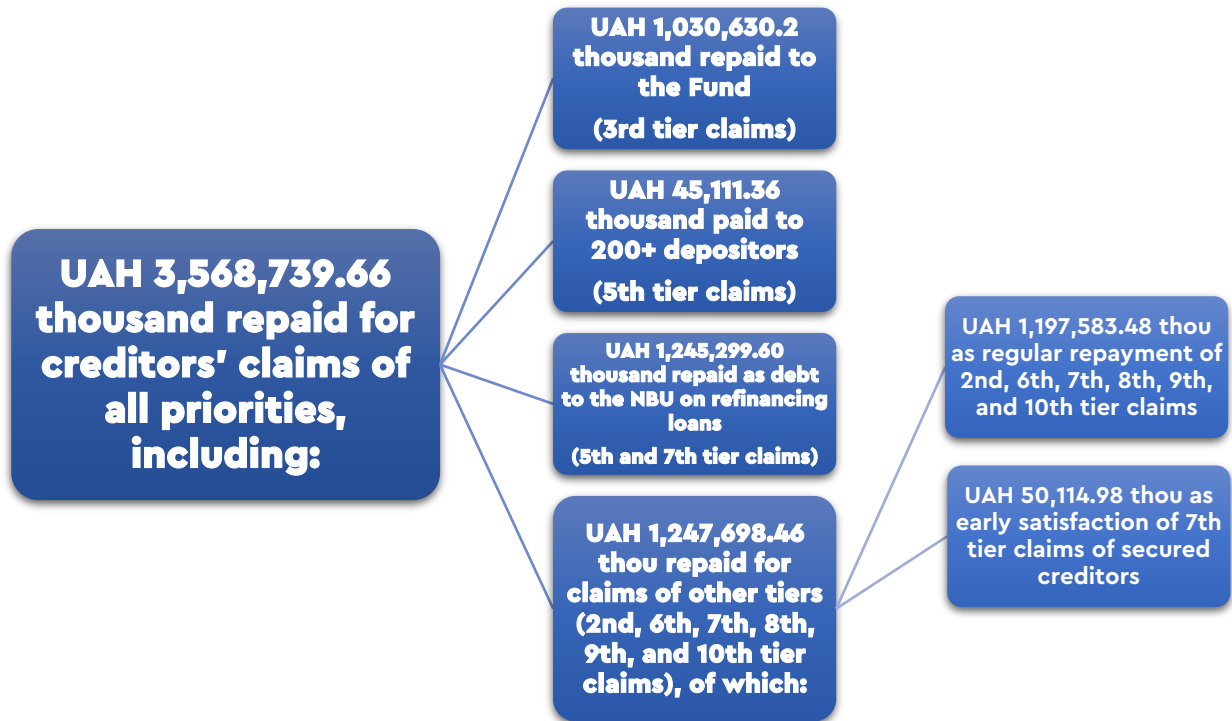 UAH 3,568,739.66
thousand repaid for
creditors’ claims of
all priorities,
including:
UAH 1,030,630.2
thousand repaid to
the Fund
(3rd tier claims)
UAH 45,111.36
thousand paid to
200+ depositors
(5th tier claims)
UAH 1,245,299.60
thousand repaid as debt
to the NBU on refinancing
loans
(5th and 7th tier claims)
UAH 1,247,698.46
thou repaid for
claims of other tiers
(2nd, 6th, 7th, 8th,
9th, and 10th tier
claims), of which:
UAH 1,197,583.48 thou
as regular repayment of
2nd, 6th, 7th, 8th, 9th,
and 10th tier claims
UAH 50,114.98 thou as
early satisfaction of 7th
tier claims of secured
creditors